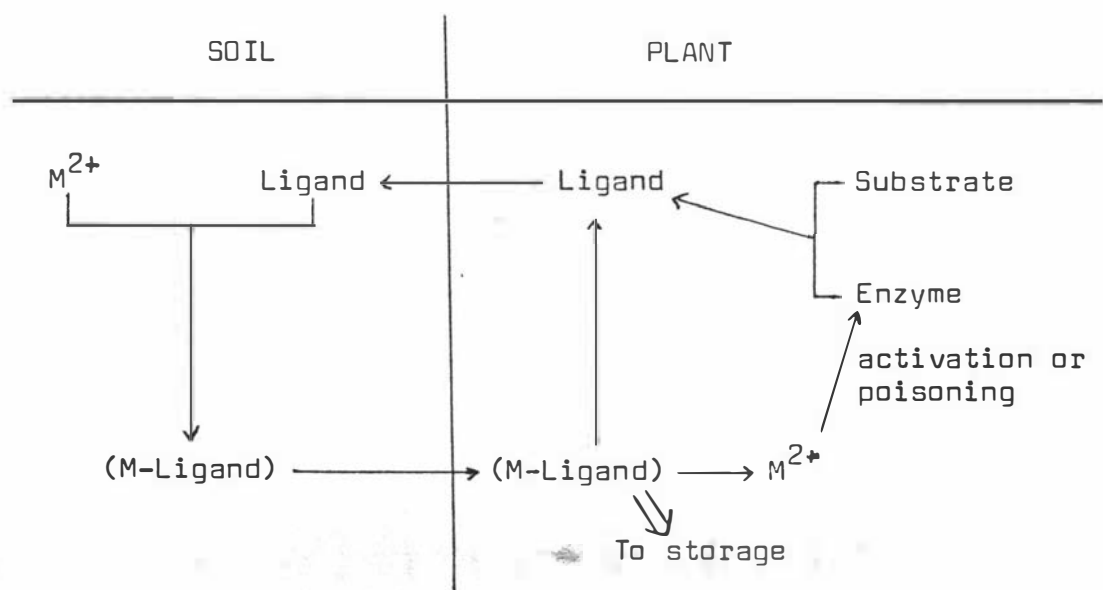 SOIL PLANT
M²⁺ Ligand Ligand Substrate
Enzyme
activation or
poisoning
(M-Ligand) (M-Ligand) M²⁺
To storage